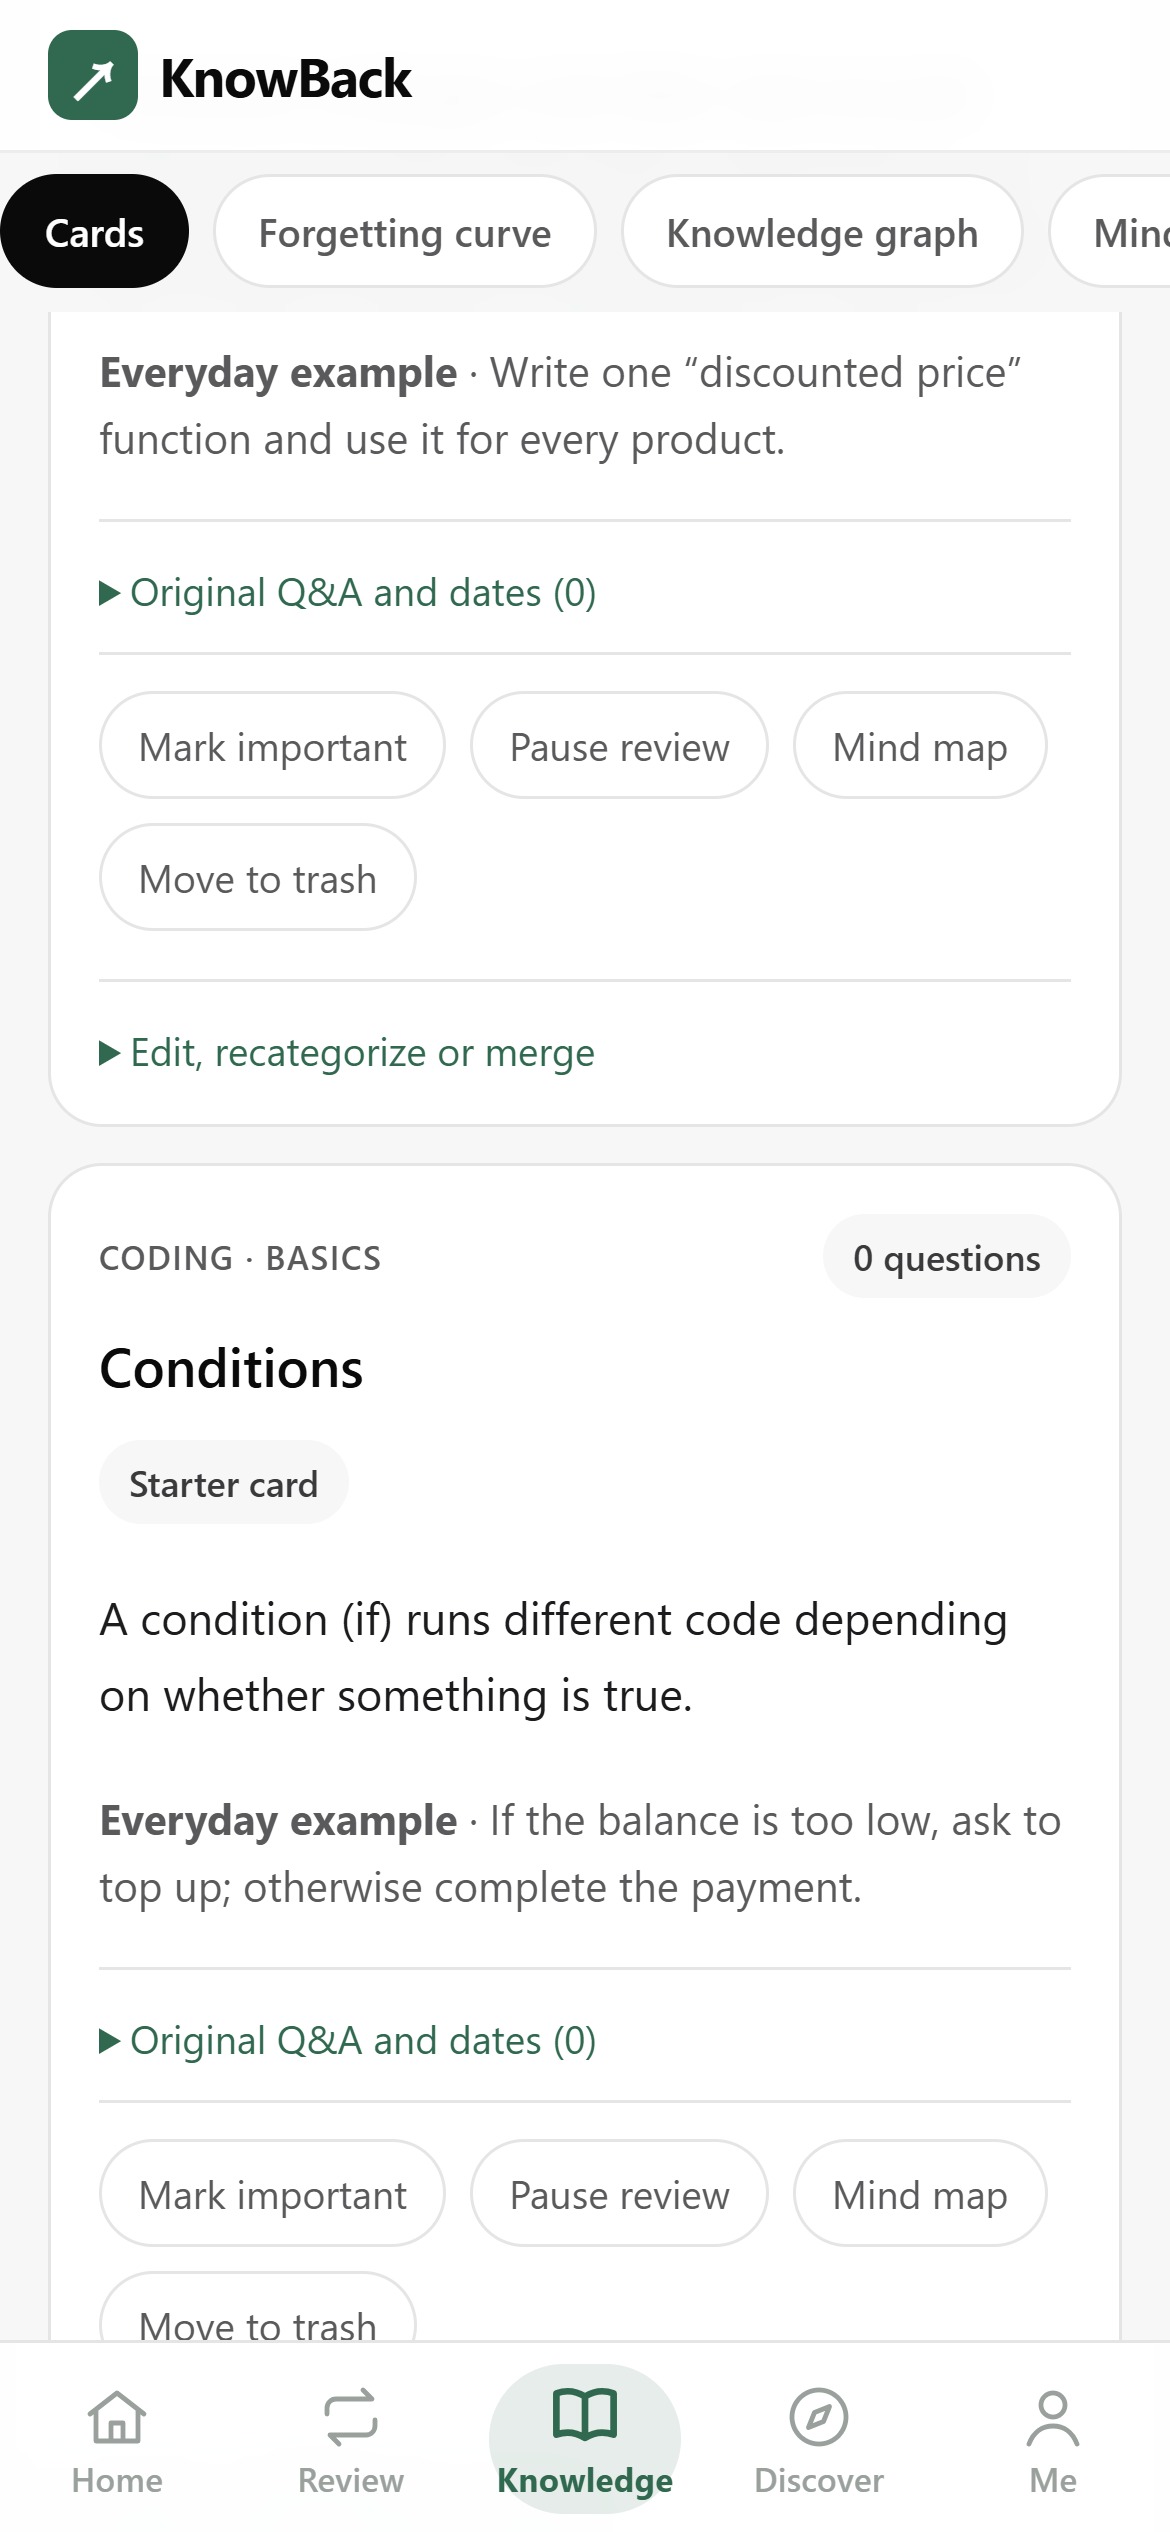 KnowBack
Cards
Forgetting curve
Knowledge graph
Everyday example · Write one “discounted price”
function and use it for every product.
Original Q&A and dates (0)
Mark important
Pause review
Mind map
Move to trash
Edit, recategorize or merge
CODING · BASICS
0 questions
Conditions
Starter card
A condition (if) runs different code depending
on whether something is true.
Everyday example · If the balance is too low, ask to
top up; otherwise complete the payment.
Original Q&A and dates (0)
Mark important
Pause review
Mind map
Move to trash
Home
Review
Knowledge
Discover
Me